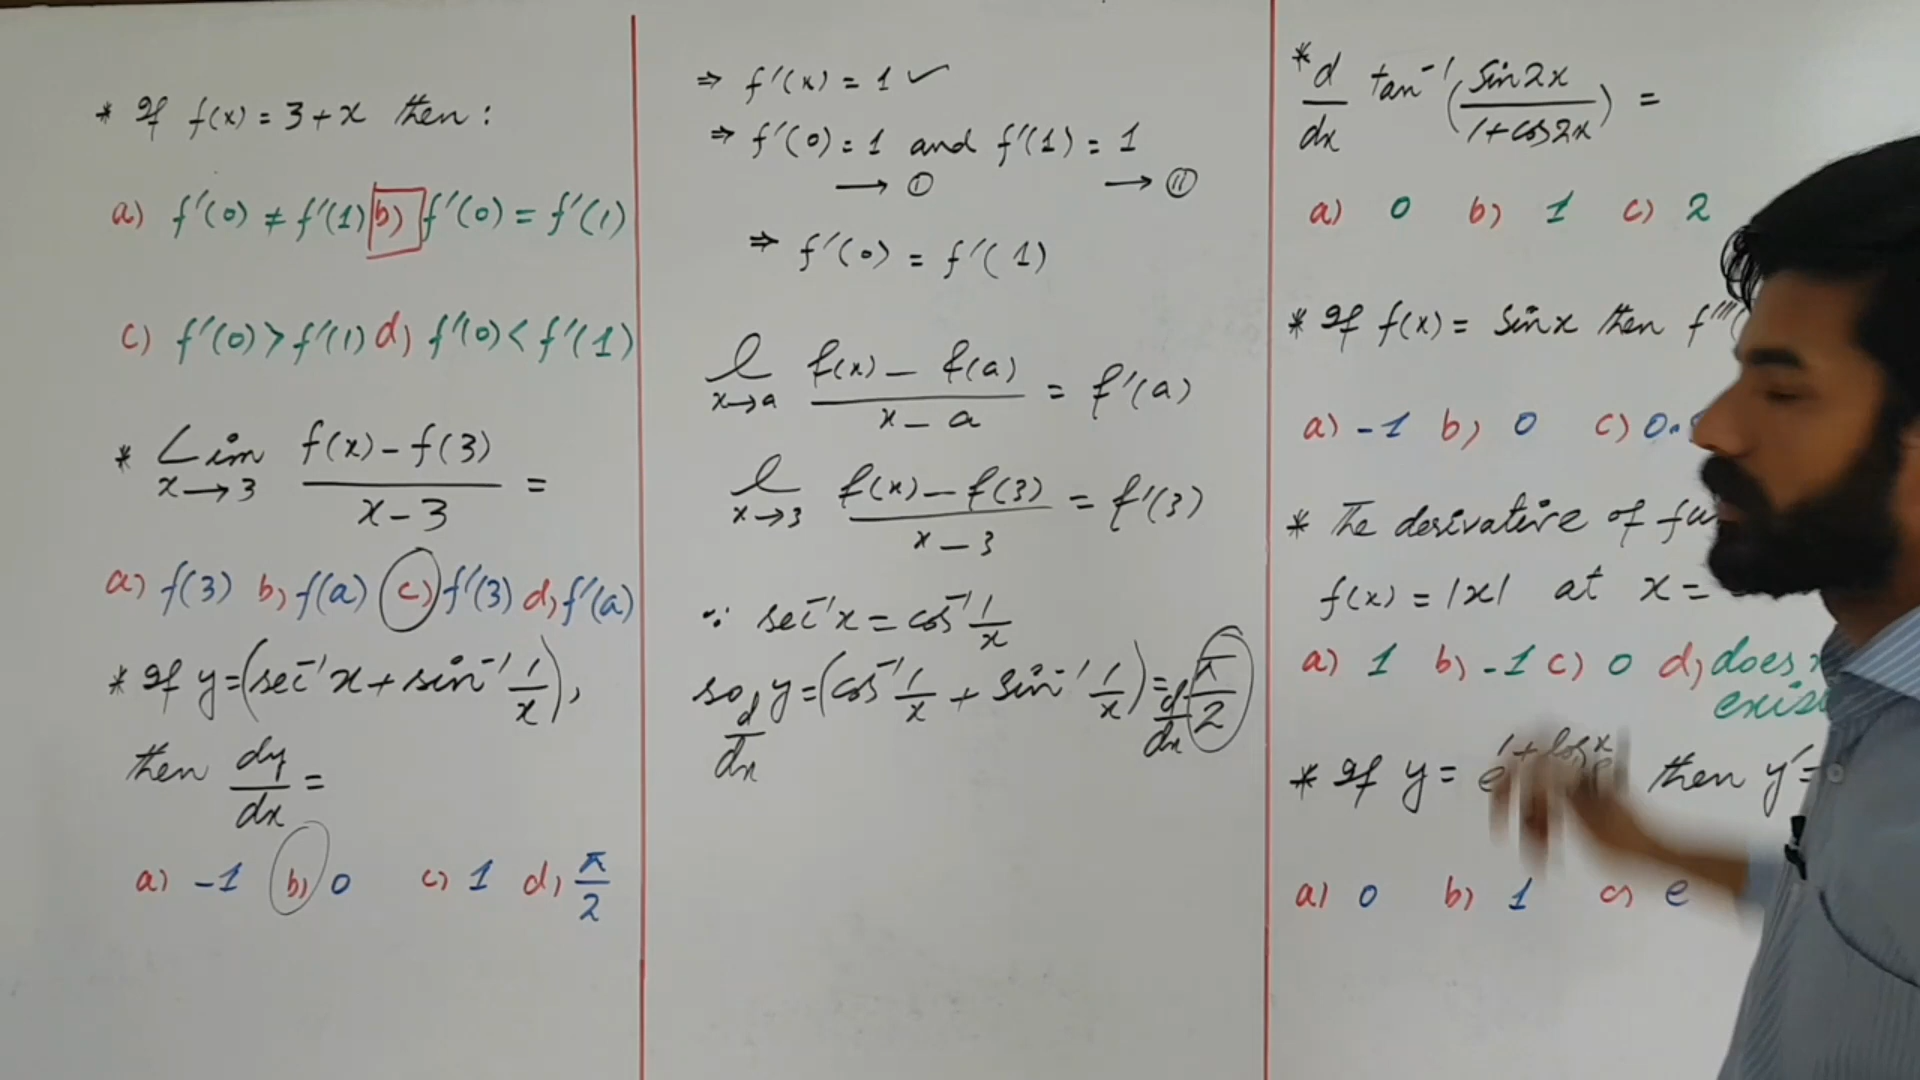 * If f(x) = 3+x then :
a) f'(0) ≠ f'(1) b) f'(0) = f'(1)
c) f'(0) > f'(1) d) f'(0) < f'(1)
* Lim x→3 (f(x) - f(3))/(x-3) =
a) f(3) b) f(a) c) f'(3) d) f'(a)
* If y=(sec⁻¹x + sin⁻¹ 1/x),
then dy/dx =
a) -1 b) 0 c) 1 d) π/2
⇒ f'(x) = 1 ✓
⇒ f'(0) = 1 and f'(1) = 1
→ (i) → (ii)
⇒ f'(0) = f'(1)
l x→a (f(x) - f(a))/(x - a) = f'(a)
l x→3 (f(x) - f(3))/(x - 3) = f'(3)
∵ sec⁻¹x = cos⁻¹ 1/x
so, d/dx y = (cos⁻¹ 1/x + sin⁻¹ 1/x) = d/dx π/2
* d/dx tan⁻¹(sin2x/(1+cos2x)) =
a) 0 b) 1 c) 2
* If f(x) = sinx then f'''(
a) -1 b) 0 c) 0.
* The derivative of
f(x) = |x| at x =
a) 1 b) -1 c) 0 d) does
* If y = e then y' =
a) 0 b) 1 c) e